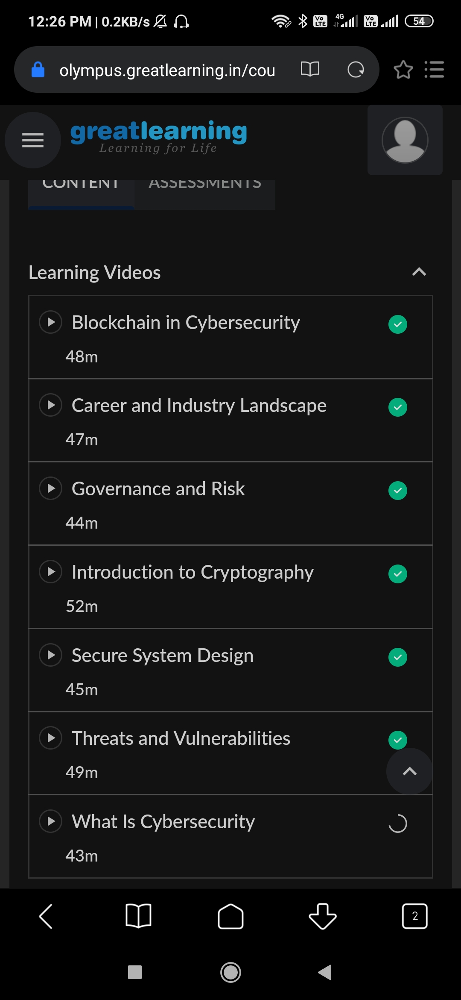 12:26 PM | 0.2KB/s
Vo LTE
4G
Vo LTE
54
olympus.greatlearning.in/cou
greatlearning
Learning for Life
CONTENT
ASSESSMENTS
Learning Videos
Blockchain in Cybersecurity
48m
Career and Industry Landscape
47m
Governance and Risk
44m
Introduction to Cryptography
52m
Secure System Design
45m
Threats and Vulnerabilities
49m
What Is Cybersecurity
43m
2